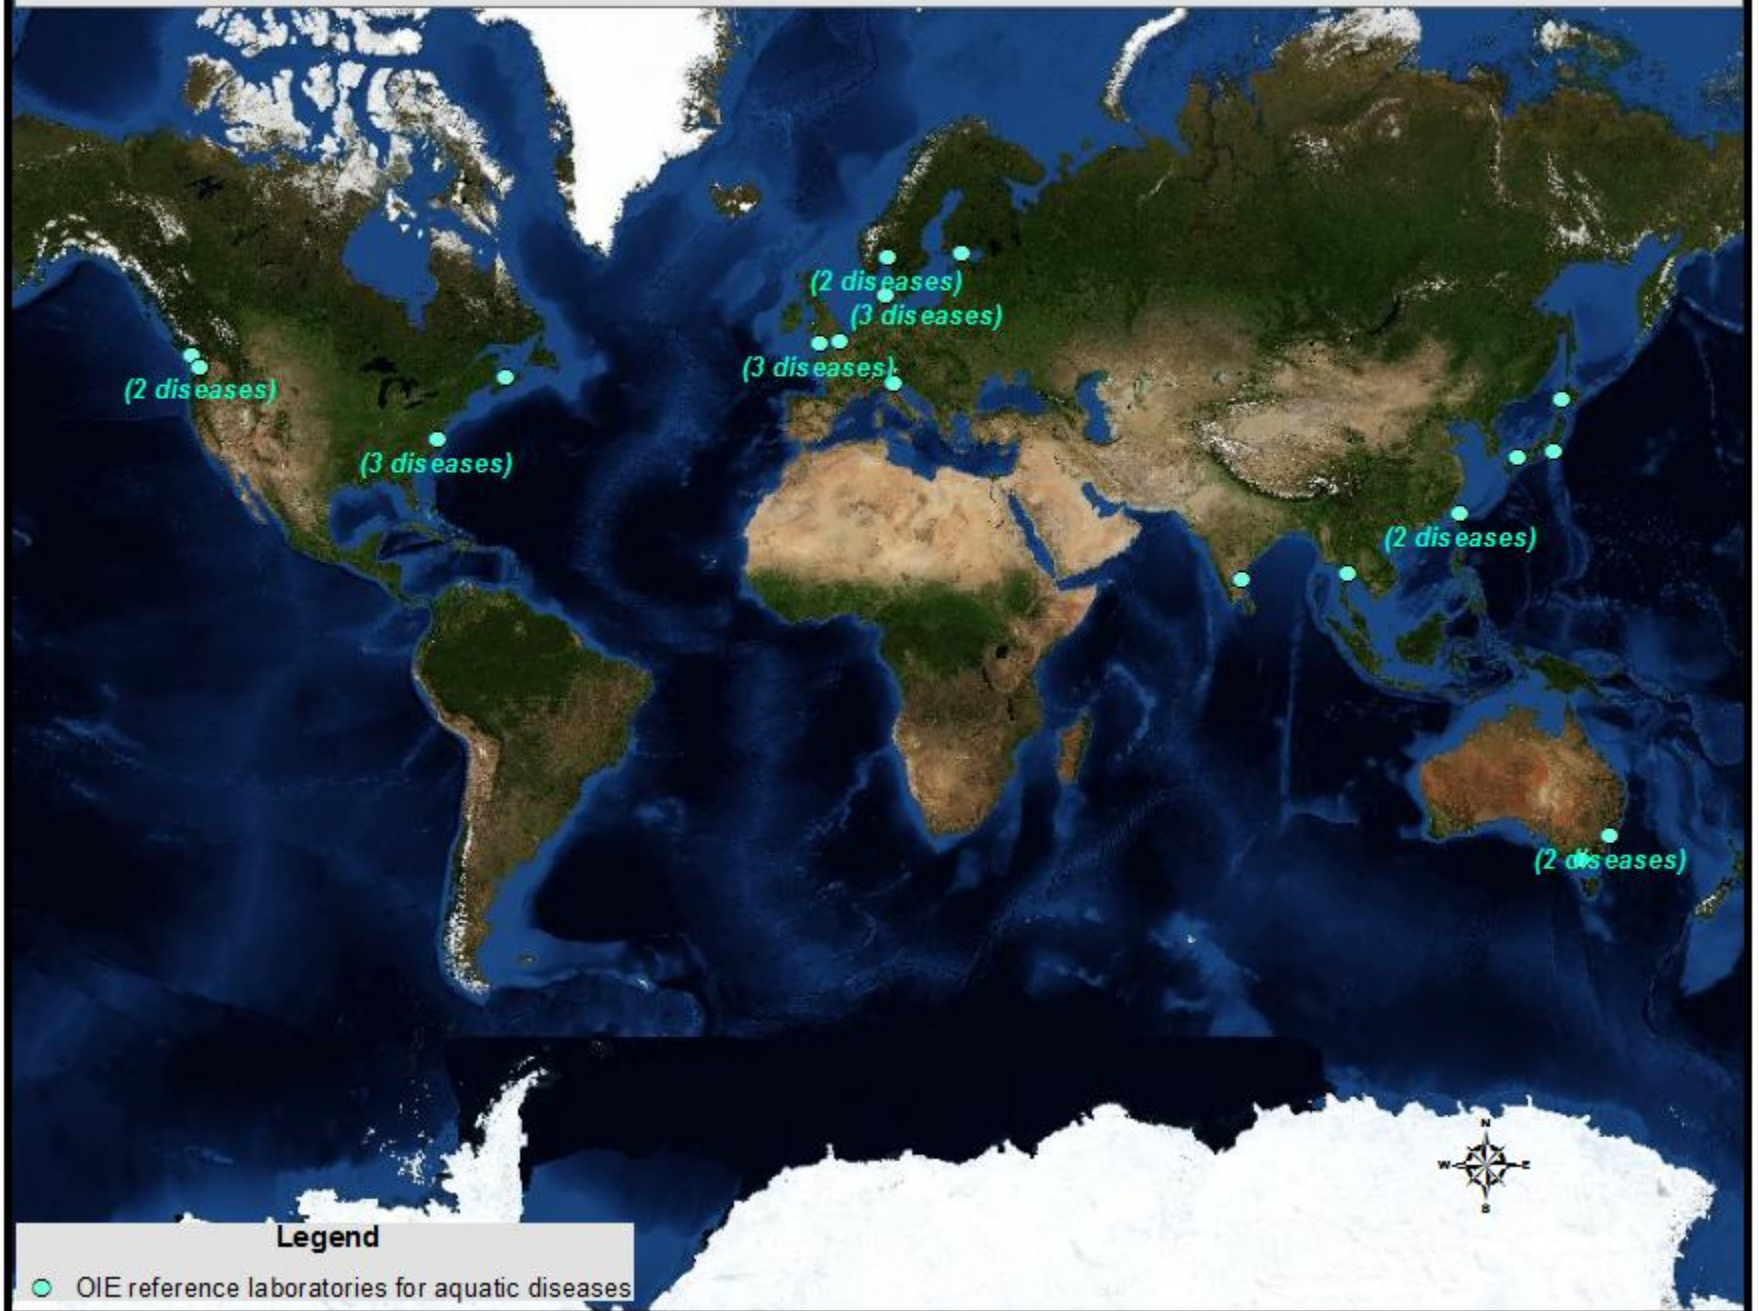 (2 diseases)
(3 diseases)
(3 diseases)
(2 diseases)
(3 diseases)
(2 diseases)
(2 diseases)
N
W E
S
Legend
OIE reference laboratories for aquatic diseases